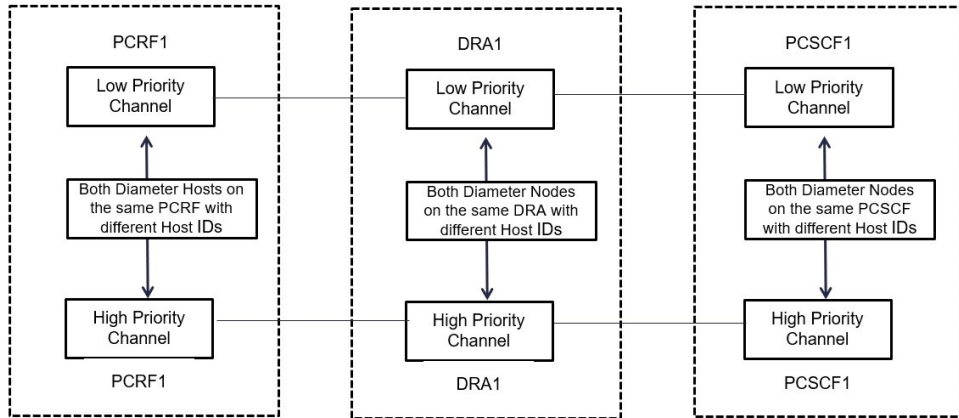 PCRF1
Low Priority
Channel
Both Diameter Hosts on
the same PCRF with
different Host IDs
High Priority
Channel
PCRF1
DRA1
Low Priority
Channel
Both Diameter Nodes
on the same DRA with
different Host IDs
High Priority
Channel
DRA1
PCSCF1
Low Priority
Channel
Both Diameter Nodes
on the same PCSCF
with different Host IDs
High Priority
Channel
PCSCF1